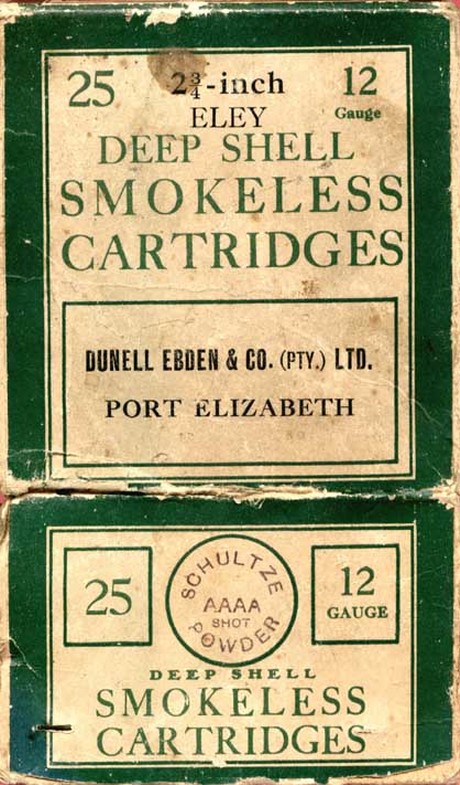 25 2¾-inch 12
ELEY Gauge
DEEP SHELL
SMOKELESS
CARTRIDGES
DUNELL EBDEN & CO. (PTY.) LTD.
PORT ELIZABETH
25
SCHULTZE
AAAA
SHOT
POWDER
12
GAUGE
DEEP SHELL
SMOKELESS
CARTRIDGES